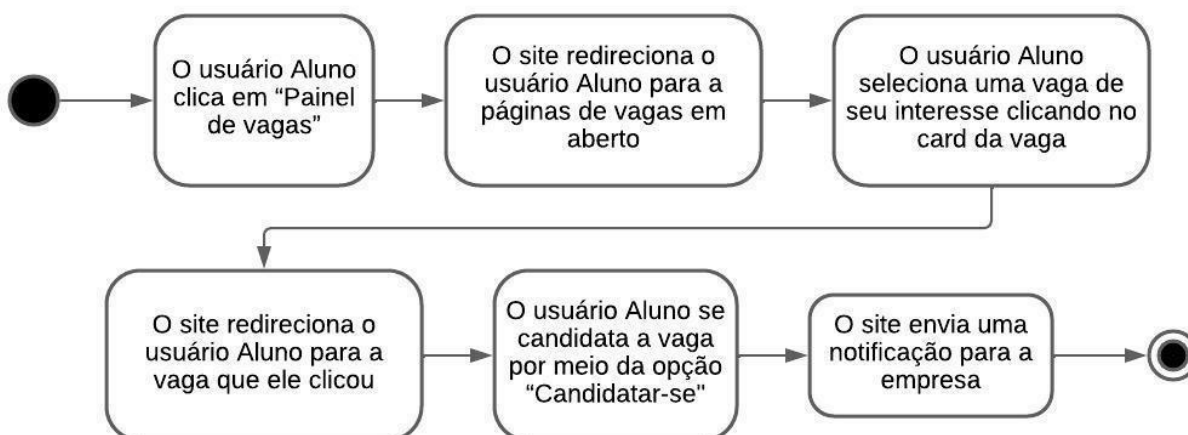 O usuário Aluno
clica em “Painel
de vagas”
O site redireciona o
usuário Aluno para a
páginas de vagas em
aberto
O usuário Aluno
seleciona uma vaga de
seu interesse clicando no
card da vaga
O site redireciona o
usuário Aluno para a
vaga que ele clicou
O usuário Aluno se
candidata a vaga
por meio da opção
“Candidatar-se"
O site envia uma
notificação para a
empresa